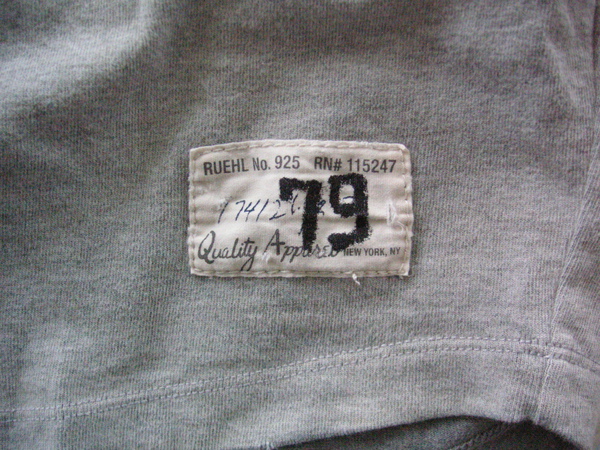 RUEHL No. 925 RN# 115247
79
Quality Apparel NEW YORK, NY